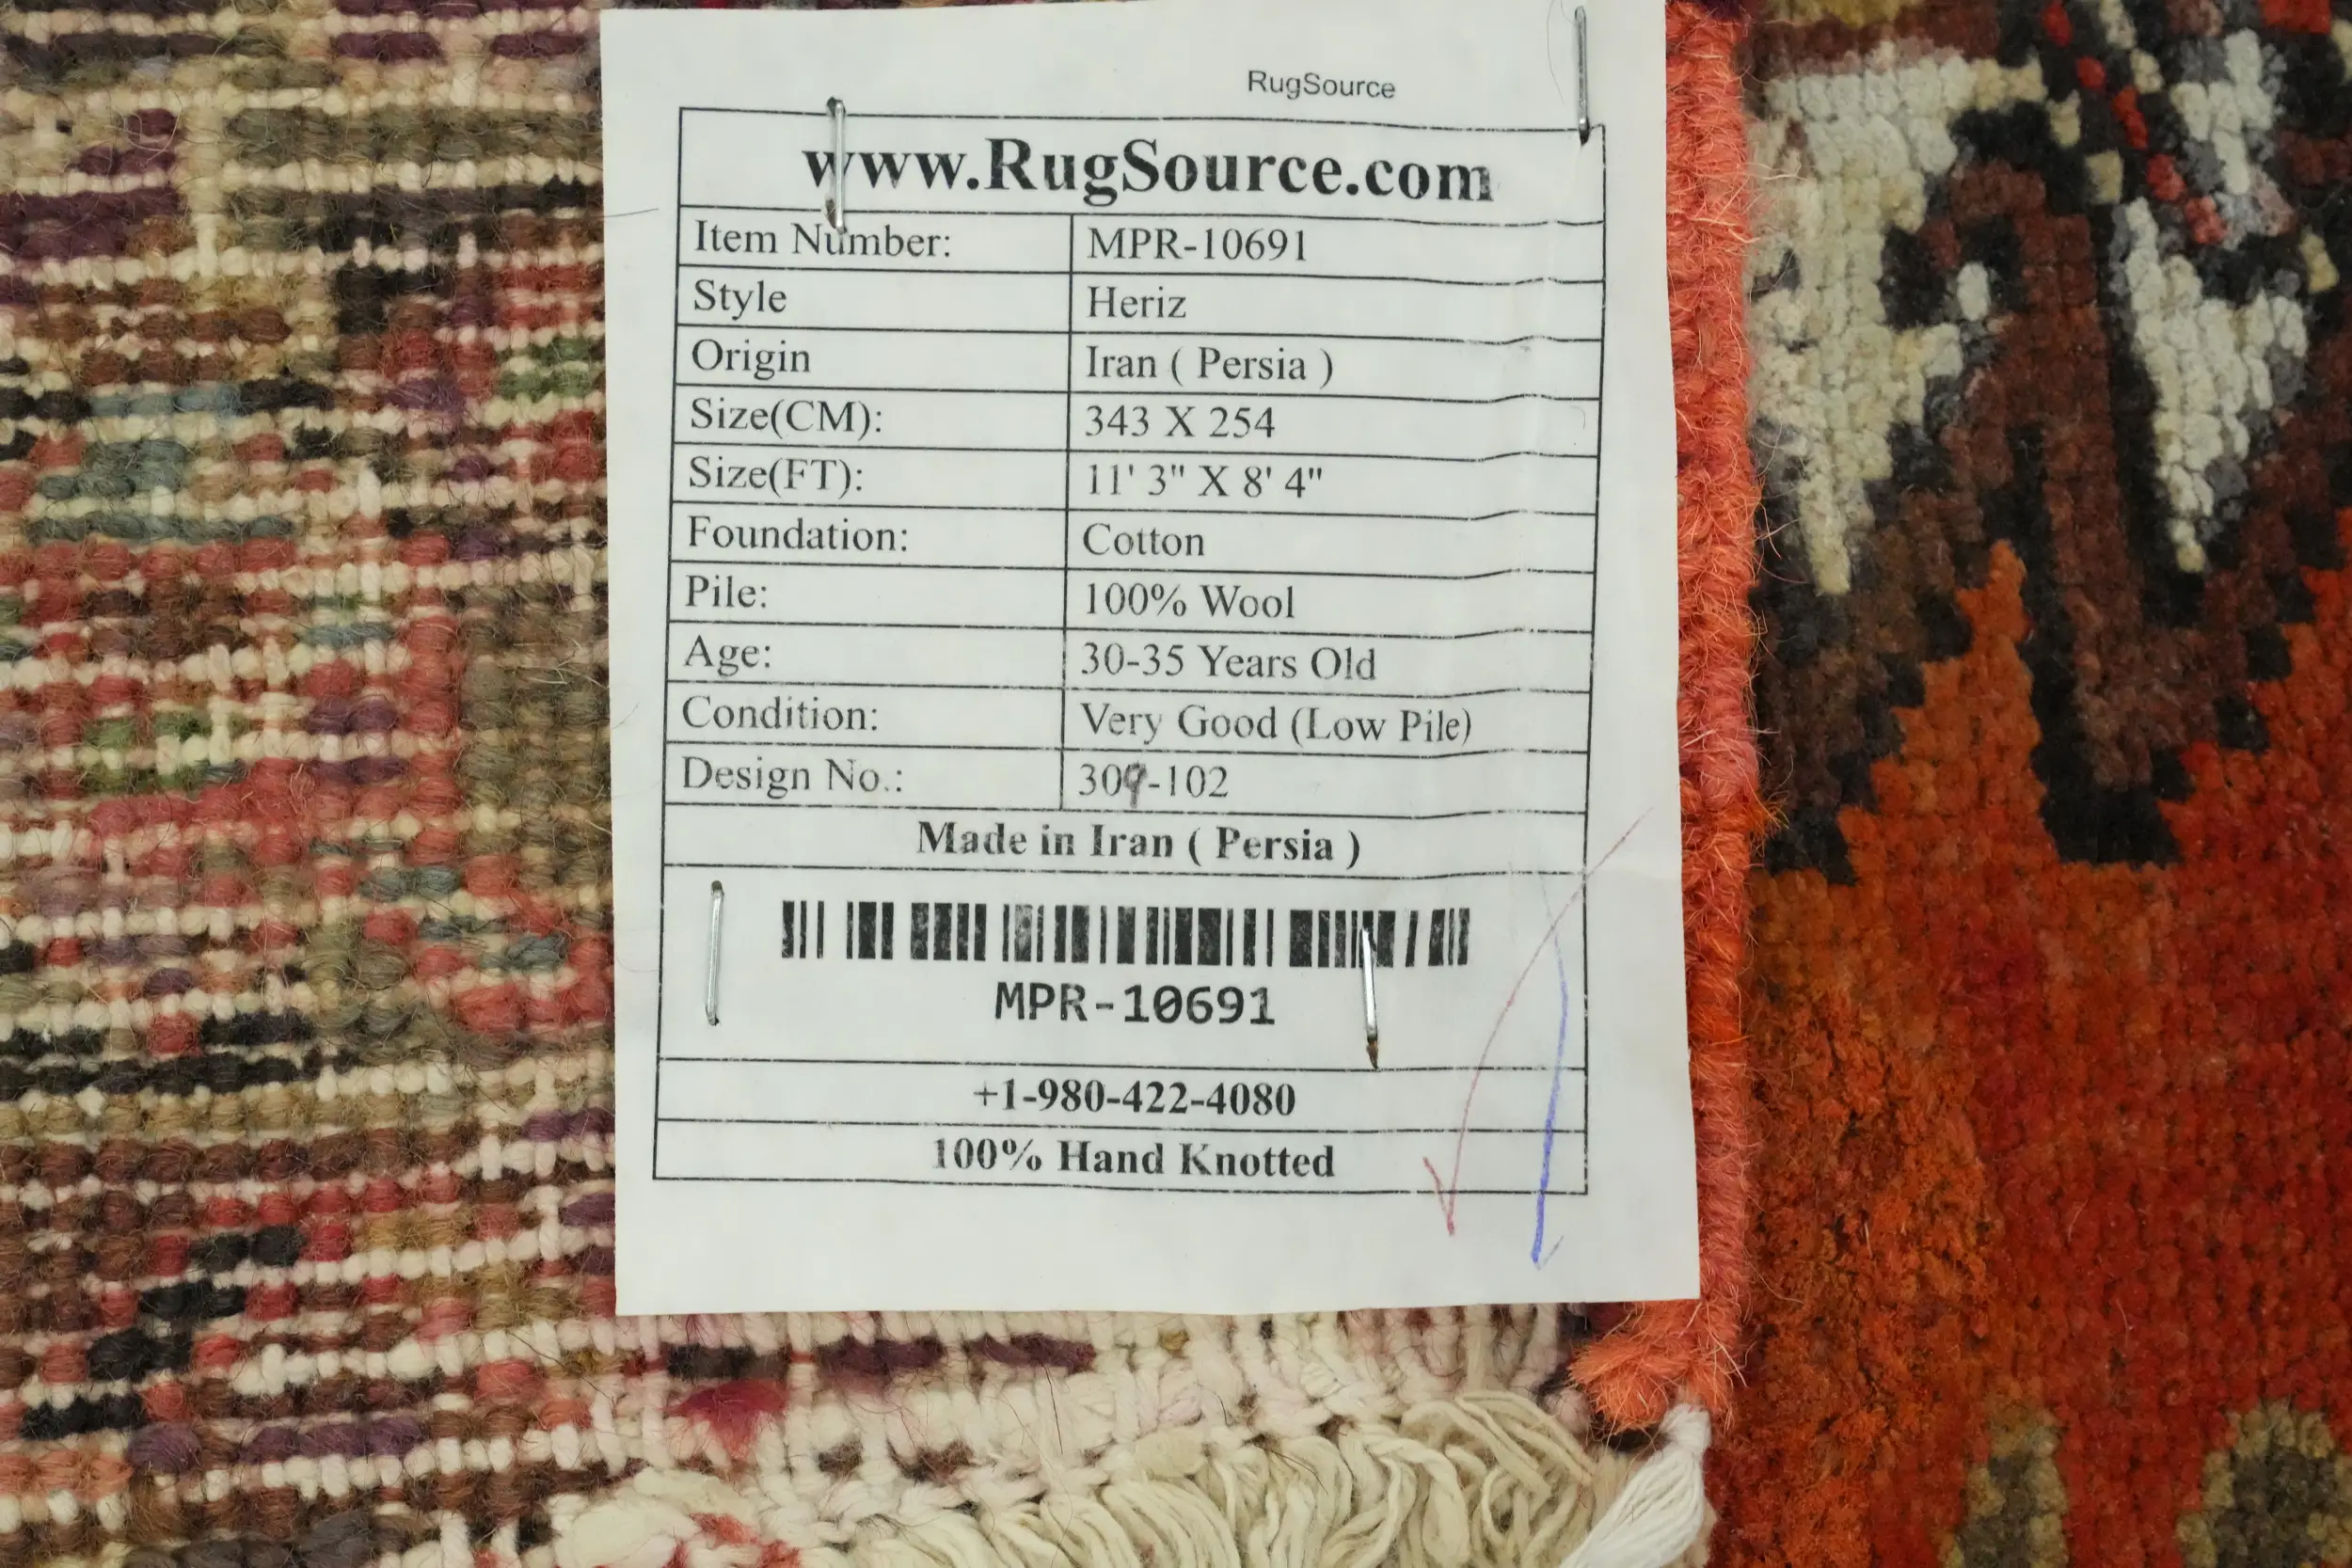 RugSource
www.RugSource.com
Item Number: MPR-10691
Style Heriz
Origin Iran ( Persia )
Size(CM): 343 X 254
Size(FT): 11' 3" X 8' 4"
Foundation: Cotton
Pile: 100% Wool
Age: 30-35 Years Old
Condition: Very Good (Low Pile)
Design No.: 309-102
Made in Iran ( Persia )
MPR-10691
+1-980-422-4080
100% Hand Knotted